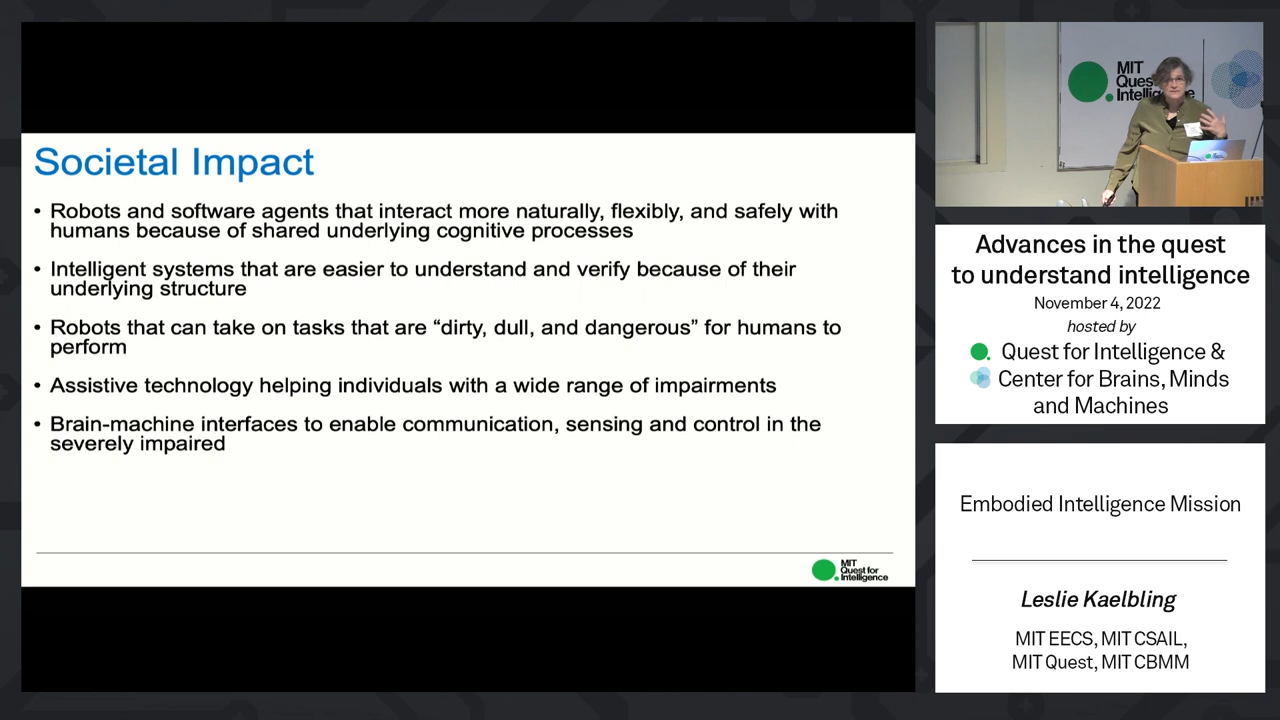 Societal Impact
• Robots and software agents that interact more naturally, flexibly, and safely with
humans because of shared underlying cognitive processes
• Intelligent systems that are easier to understand and verify because of their
underlying structure
• Robots that can take on tasks that are “dirty, dull, and dangerous” for humans to
perform
• Assistive technology helping individuals with a wide range of impairments
• Brain-machine interfaces to enable communication, sensing and control in the
severely impaired
MIT
Quest for
Intelligence
MIT
Ques
Intelligence
Advances in the quest
to understand intelligence
November 4, 2022
hosted by
Quest for Intelligence &
Center for Brains, Minds
and Machines
Embodied Intelligence Mission
Leslie Kaelbling
MIT EECS, MIT CSAIL,
MIT Quest, MIT CBMM